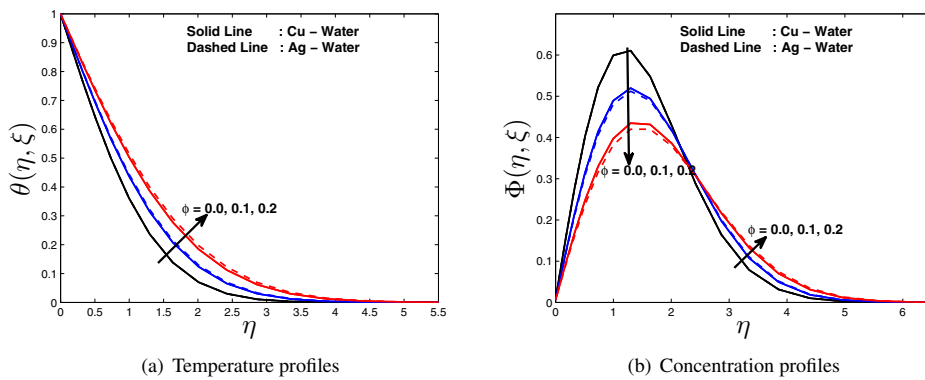 Solid Line : Cu – Water
Dashed Line : Ag – Water
1
0.9
0.8
0.7
0.6
0.5
0.4
0.3
0.2
0.1
0
θ(η, ξ)
ϕ = 0.0, 0.1, 0.2
0 0.5 1 1.5 2 2.5 3 3.5 4 4.5 5 5.5
η
(a) Temperature profiles
Solid Line : Cu – Water
Dashed Line : Ag – Water
0.6
0.5
0.4
0.3
0.2
0.1
0
Φ(η, ξ)
ϕ = 0.0, 0.1, 0.2
ϕ = 0.0, 0.1, 0.2
0 1 2 3 4 5 6
η
(b) Concentration profiles